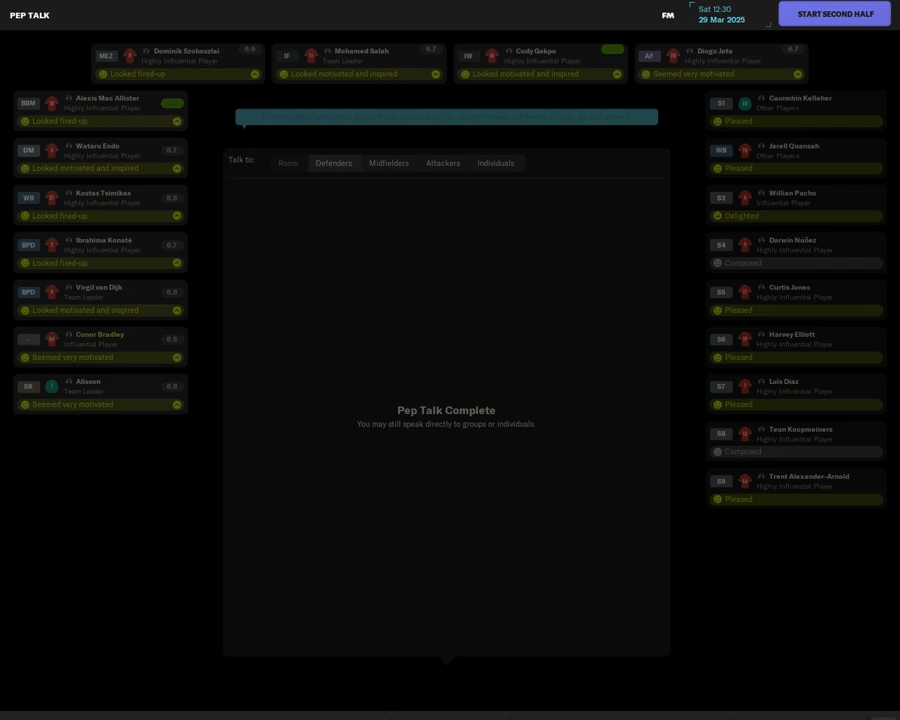 PEP TALK
FM
Sat 12:30
29 Mar 2025
START SECOND HALF
MEZ
Dominik Szoboszlai
6.6
Highly Influential Player
Looked fired-up
IF
Mohamed Salah
6.7
Team Leader
Looked motivated and inspired
IW
Cody Gakpo
Highly Influential Player
Looked motivated and inspired
AF
Diogo Jota
6.7
Highly Influential Player
Seemed very motivated
BBM
Alexis Mac Allister
Highly Influential Player
Looked fired-up
DM
Wataru Endo
Highly Influential Player
Looked motivated and inspired
WB
Kostas Tsimikas
6.6
Highly Influential Player
Looked fired-up
BPD
Ibrahima Konaté
6.7
Highly Influential Player
Looked fired-up
BPD
Virgil van Dijk
6.8
Team Leader
Looked motivated and inspired
-
Conor Bradley
6.5
Influential Player
Seemed very motivated
SK
Alisson
6.8
Team Leader
Seemed very motivated
Talk to:
Room
Defenders
Midfielders
Attackers
Individuals
Pep Talk Complete
You may still speak directly to groups or individuals.
S1
Caoimhín Kelleher
Other Players
Pleased
WB
Jarell Quansah
Other Players
Pleased
S3
Willian Pacho
Influential Player
Delighted
S4
Darwin Núñez
Highly Influential Player
Composed
S5
Curtis Jones
Highly Influential Player
Pleased
S6
Harvey Elliott
Highly Influential Player
Pleased
S7
Luis Díaz
Highly Influential Player
Pleased
S8
Teun Koopmeiners
Highly Influential Player
Composed
S9
Trent Alexander-Arnold
Highly Influential Player
Pleased